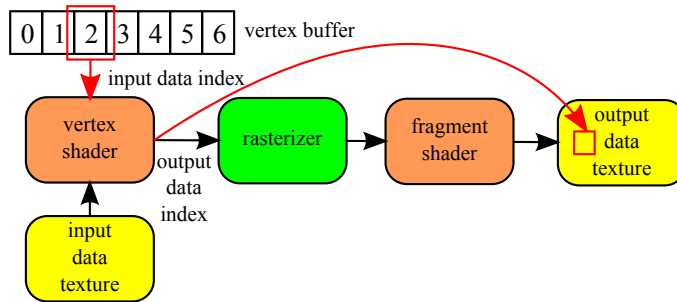 0 1 2 3 4 5 6 vertex buffer
input data index
vertex
shader
rasterizer
fragment
shader
output
data
texture
output
data
index
input
data
texture